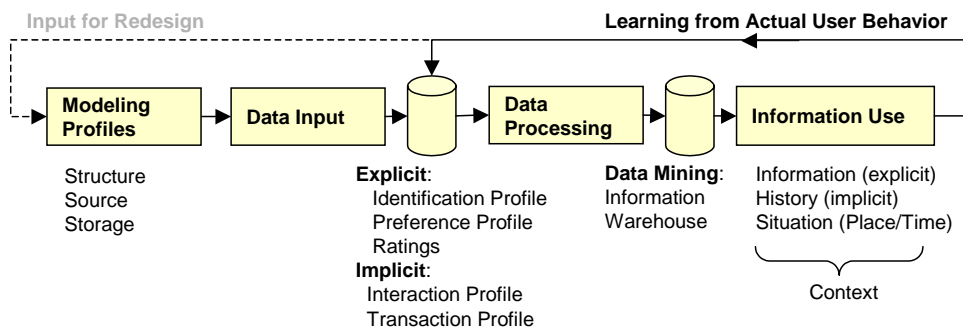 Input for Redesign
Learning from Actual User Behavior
Modeling
Profiles
Data Input
Data
Processing
Information Use
Structure
Source
Storage
Explicit:
Identification Profile
Preference Profile
Ratings
Implicit:
Interaction Profile
Transaction Profile
Data Mining:
Information
Warehouse
Information (explicit)
History (implicit)
Situation (Place/Time)
Context